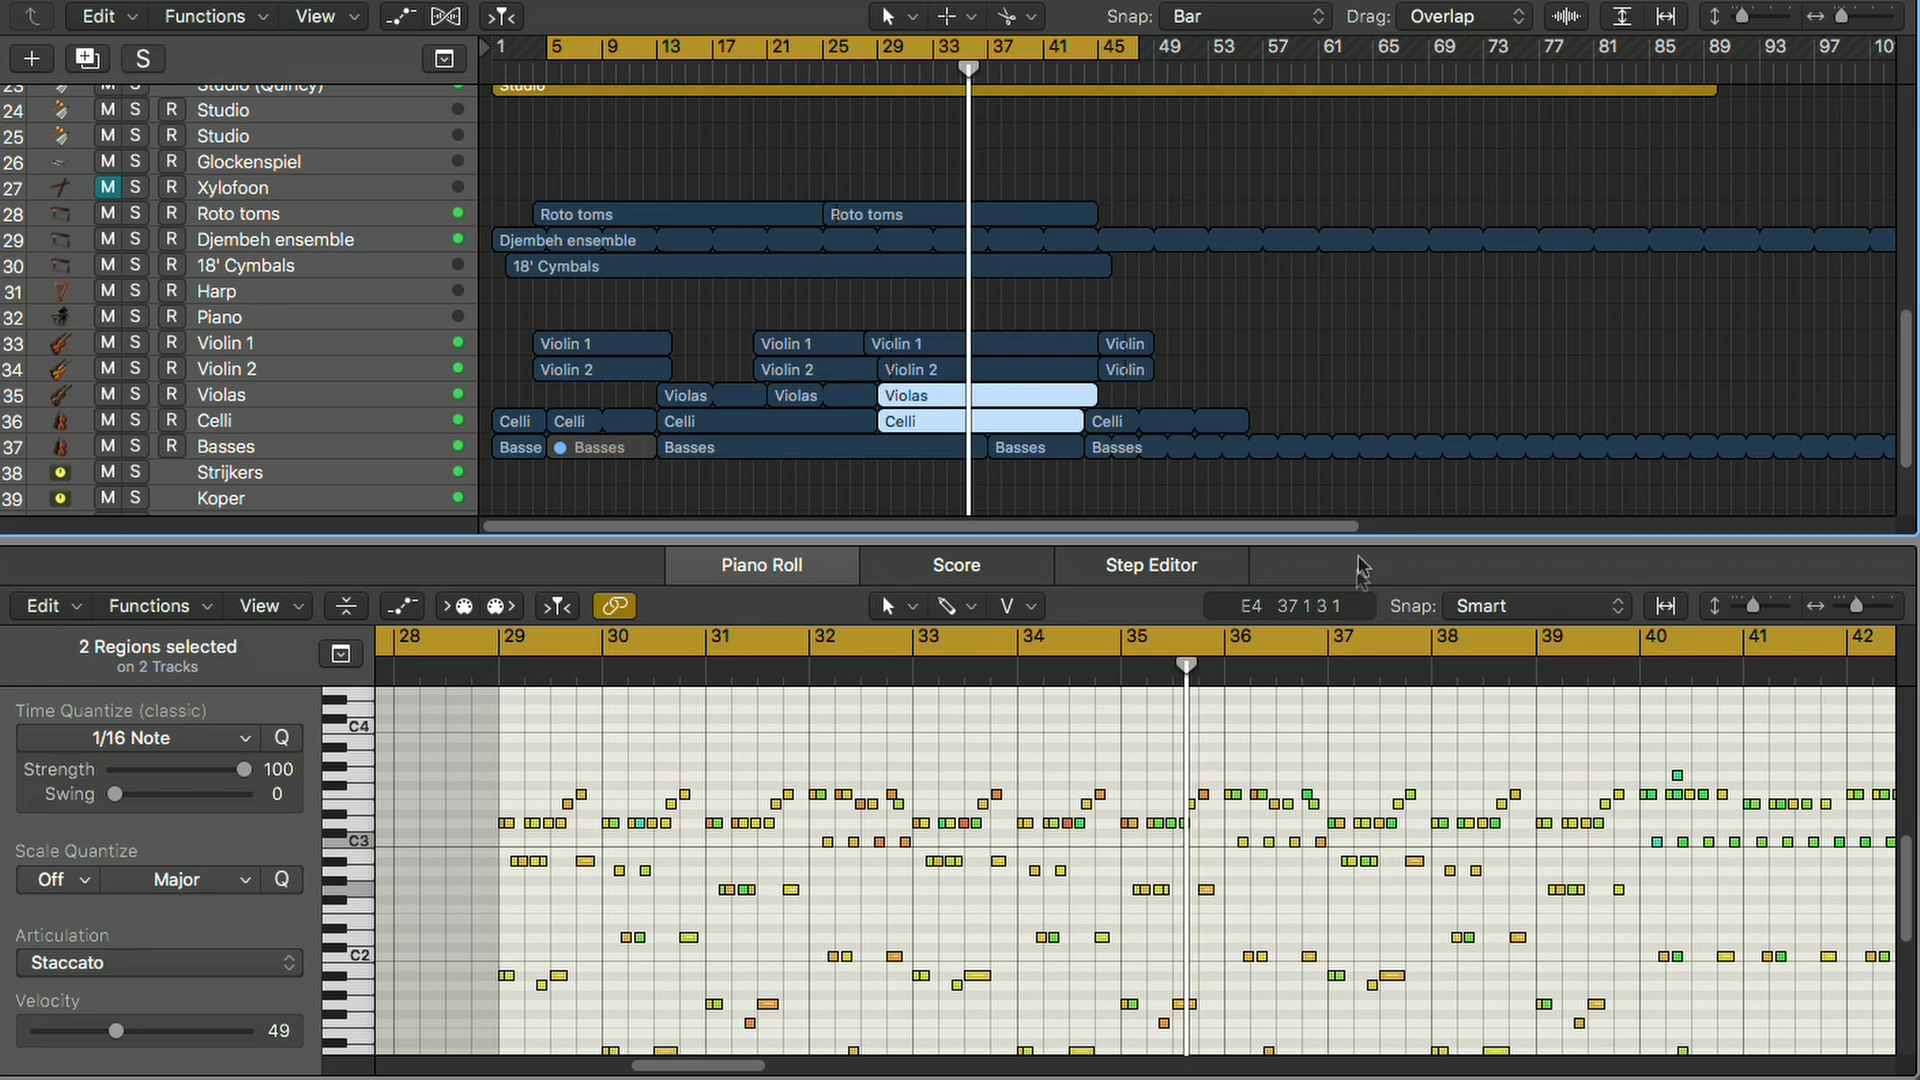 Edit Functions View Snap: Bar Drag: Overlap
S 1 5 9 13 17 21 25 29 33 37 41 45 49 53 57 61 65 69 73 77 81 85 89 93 97 10
23 M S Studio (Quincy) Studio
24 M S R Studio
25 M S R Studio
26 M S R Glockenspiel
27 M S R Xylofoon
28 M S R Roto toms Roto toms Roto toms
29 M S R Djembeh ensemble Djembeh ensemble
30 M S R 18' Cymbals 18' Cymbals
31 M S R Harp
32 M S R Piano
33 M S R Violin 1 Violin 1 Violin 1 Violin 1 Violin
34 M S R Violin 2 Violin 2 Violin 2 Violin 2 Violin
35 M S R Violas Violas Violas Violas
36 M S R Celli Celli Celli Celli Celli Celli
37 M S R Basses Basse Basses Basses Basses Basses
38 M S Strijkers
39 M S Koper
Piano Roll Score Step Editor
Edit Functions View V E4 37 1 3 1 Snap: Smart
28 29 30 31 32 33 34 35 36 37 38 39 40 41 42
2 Regions selected
on 2 Tracks
Time Quantize (classic)
1/16 Note Q
Strength 100
Swing 0
Scale Quantize
Off Major Q
Articulation
Staccato
Velocity
49
C4
C3
C2